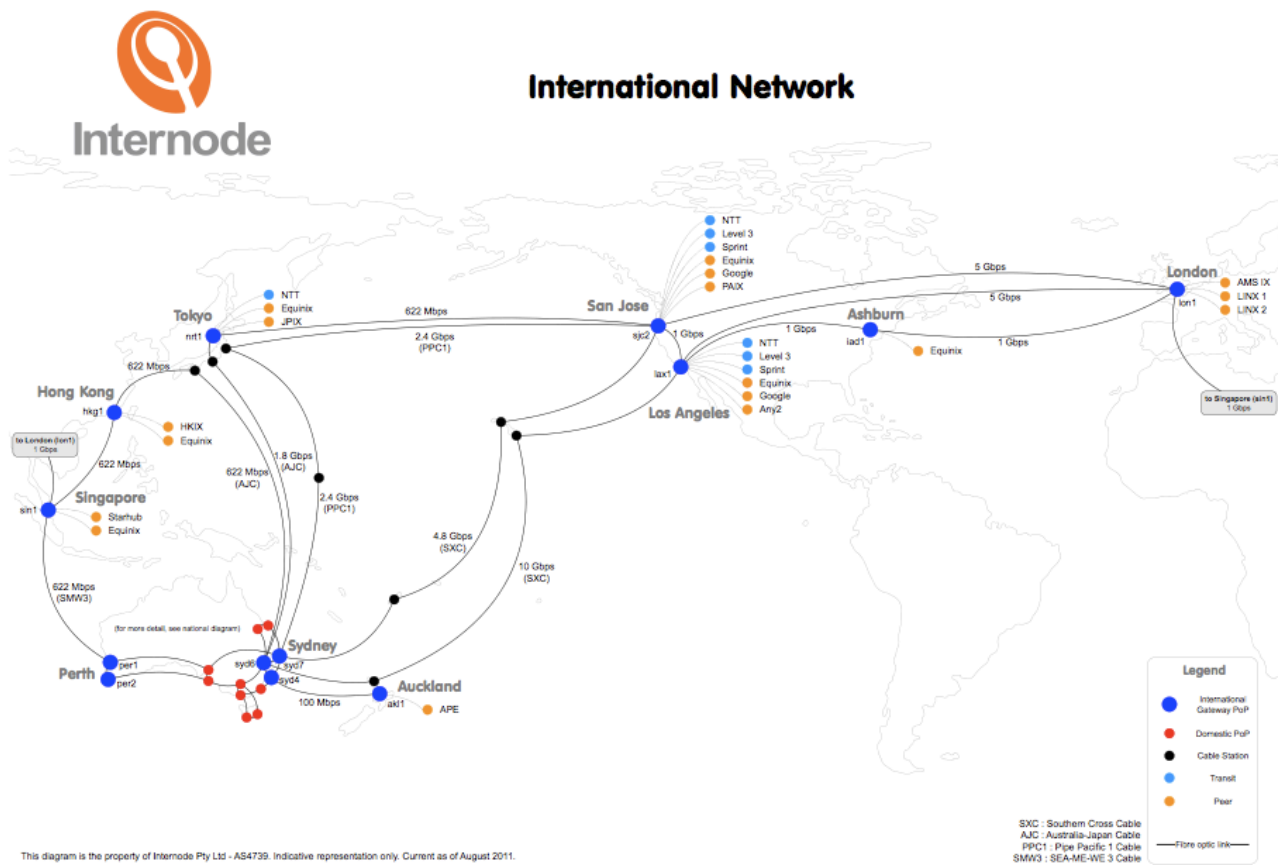 Internode
International Network
NTT
Level 3
Sprint
Equinix
Google
PAIX
San Jose
sjc2
1 Gbps
NTT
Level 3
Sprint
Equinix
Google
Any2
lax1
Los Angeles
Tokyo
nrt1
NTT
Equinix
JPIX
622 Mbps
2.4 Gbps
(PPC1)
5 Gbps
5 Gbps
Ashburn
iad1
1 Gbps
1 Gbps
Equinix
London
lon1
AMS IX
LINX 1
LINX 2
to Singapore (sin1)
1 Gbps
622 Mbps
Hong Kong
hkg1
HKIX
Equinix
to London (lon1)
1 Gbps
622 Mbps
Singapore
sin1
Starhub
Equinix
622 Mbps
(AJC)
1.8 Gbps
(AJC)
2.4 Gbps
(PPC1)
4.8 Gbps
(SXC)
10 Gbps
(SXC)
622 Mbps
(SMW3)
(for more detail, see national diagram)
Perth
per1
per2
Sydney
syd6
syd7
syd4
100 Mbps
Auckland
akl1
APE
Legend
International
Gateway PoP
Domestic PoP
Cable Station
Transit
Peer
Fibre optic link
SXC : Southern Cross Cable
AJC : Australia-Japan Cable
PPC1 : Pipe Pacific 1 Cable
SMW3 : SEA-ME-WE 3 Cable
This diagram is the property of Internode Pty Ltd - AS4739. Indicative representation only. Current as of August 2011.